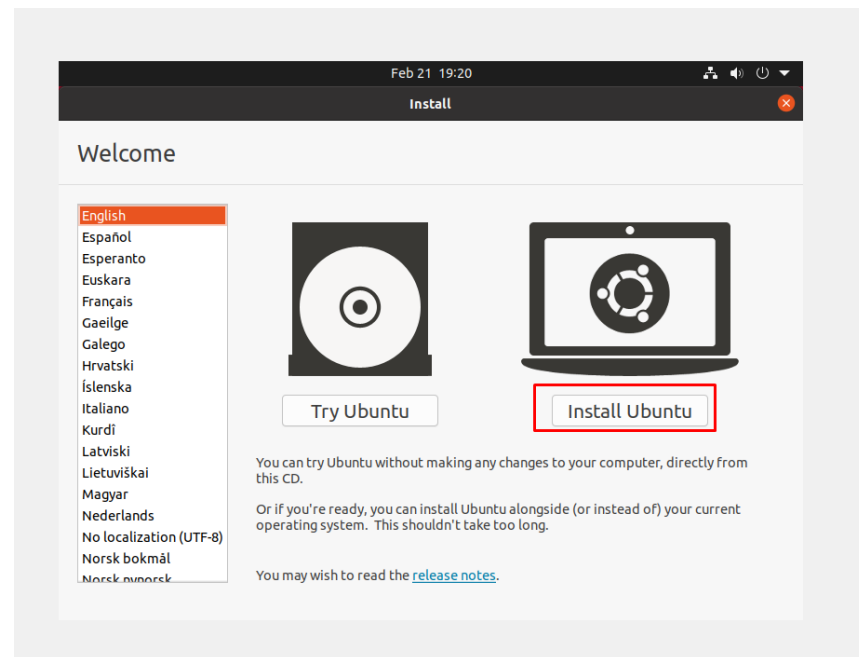 Feb 21 19:20
Install
Welcome
English
Español
Esperanto
Euskara
Français
Gaeilge
Galego
Hrvatski
Íslenska
Italiano
Kurdî
Latviski
Lietuviškai
Magyar
Nederlands
No localization (UTF-8)
Norsk bokmål
Norsk nynorsk
Try Ubuntu
Install Ubuntu
You can try Ubuntu without making any changes to your computer, directly from
this CD.
Or if you're ready, you can install Ubuntu alongside (or instead of) your current
operating system. This shouldn't take too long.
You may wish to read the release notes.